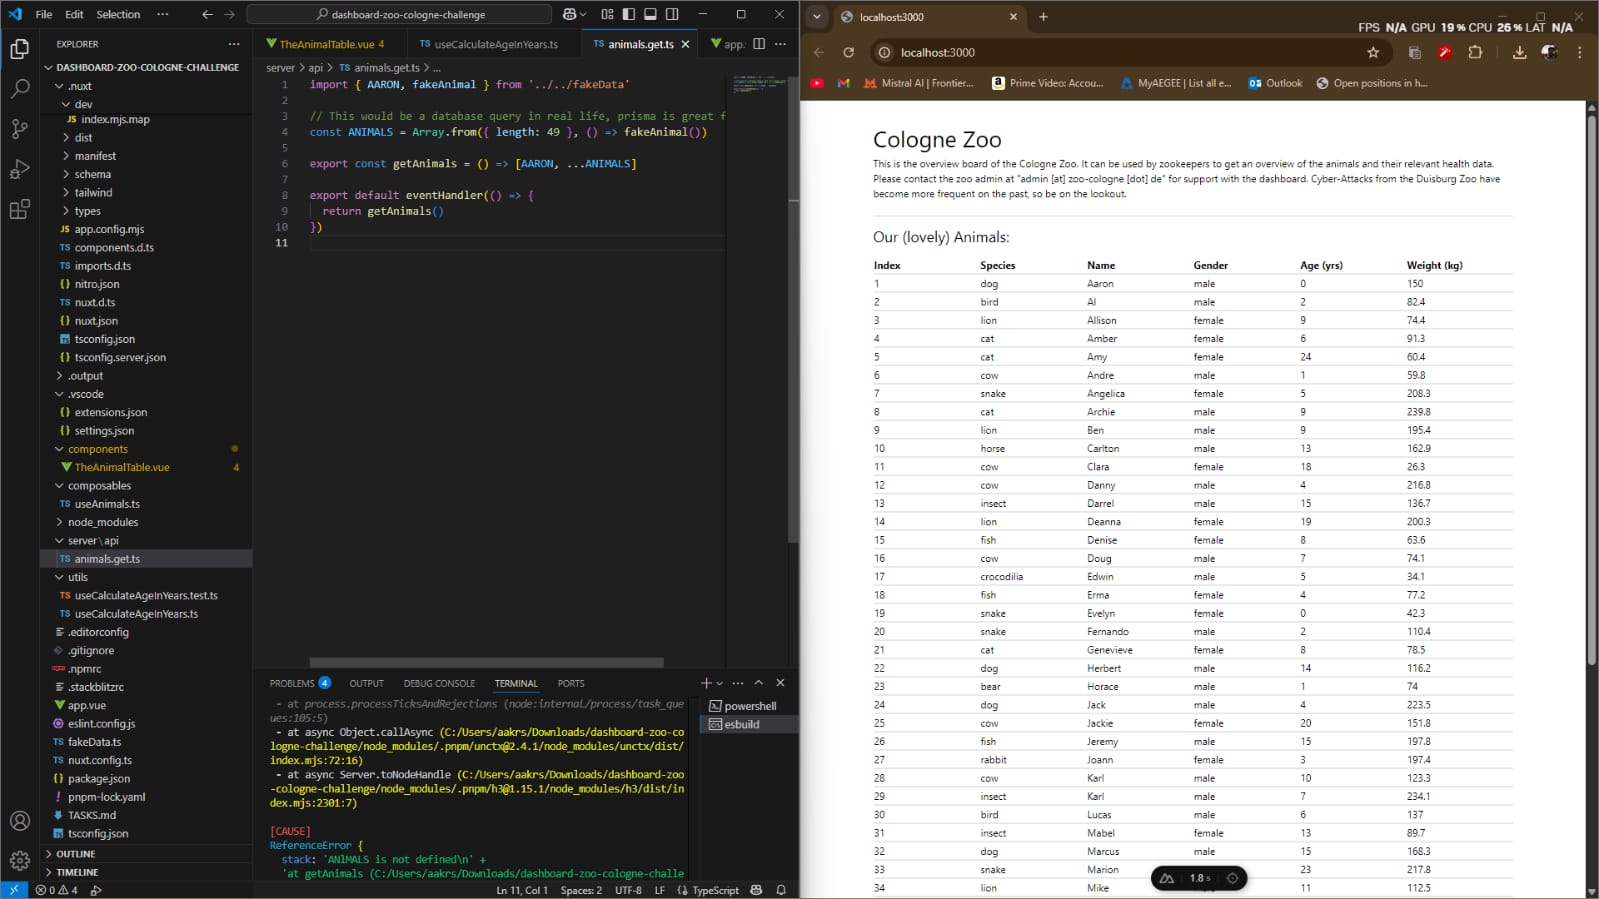 File Edit Selection ···
dashboard-zoo-cologne-challenge
EXPLORER ···
DASHBOARD-ZOO-COLOGNE-CHALLENGE
.nuxt
dev
JS index.mjs.map
dist
manifest
schema
tailwind
types
JS app.config.mjs
TS components.d.ts
TS imports.d.ts
{} nitro.json
TS nuxt.d.ts
{} nuxt.json
tsconfig.json
{} tsconfig.server.json
.output
.vscode
{} extensions.json
{} settings.json
components
TheAnimalTable.vue 4
composables
TS useAnimals.ts
node_modules
server\api
TS animals.get.ts
utils
TS useCalculateAgeInYears.test.ts
TS useCalculateAgeInYears.ts
.editorconfig
.gitignore
.npmrc
.stackblitzrc
app.vue
eslint.config.js
TS fakeData.ts
TS nuxt.config.ts
{} package.json
! pnpm-lock.yaml
TASKS.md
tsconfig.json
OUTLINE
TIMELINE
TheAnimalTable.vue 4
TS useCalculateAgeInYears.ts
TS animals.get.ts
app.
···
server > api > TS animals.get.ts > ...
1 import { AARON, fakeAnimal } from '../../fakeData'
2
3 // This would be a database query in real life, prisma is great f
4 const ANIMALS = Array.from({ length: 49 }, () => fakeAnimal())
5
6 export const getAnimals = () => [AARON, ...ANIMALS]
7
8 export default eventHandler(() => {
9 return getAnimals()
10 })
11
PROBLEMS 4 OUTPUT DEBUG CONSOLE TERMINAL PORTS
- at process.processTicksAndRejections (node:internal/process/task_que
ues:105:5)
- at async Object.callAsync (C:/Users/aakrs/Downloads/dashboard-zoo-co
logne-challenge/node_modules/.pnpm/unctx@2.4.1/node_modules/unctx/dist/
index.mjs:72:16)
- at async Server.toNodeHandle (C:/Users/aakrs/Downloads/dashboard-zoo
-cologne-challenge/node_modules/.pnpm/h3@1.15.1/node_modules/h3/dist/in
dex.mjs:2301:7)
[CAUSE]
ReferenceError {
stack: 'ANIMALS is not defined\n' +
'at getAnimals (C:/Users/aakrs/Downloads/dashboard-zoo-cologne-challe
powershell
esbuild
0 4
Ln 11, Col 1 Spaces: 2 UTF-8 LF {} TypeScript
localhost:3000
FPS N/A GPU 19 % CPU 26 % LAT N/A
localhost:3000
Mistral AI | Frontier...
Prime Video: Accou...
MyAEGEE | List all e...
Outlook
Open positions in h...
Cologne Zoo
This is the overview board of the Cologne Zoo. It can be used by zookeepers to get an overview of the animals and their relevant health data.
Please contact the zoo admin at "admin [at] zoo-cologne [dot] de" for support with the dashboard. Cyber-Attacks from the Duisburg Zoo have
become more frequent on the past, so be on the lookout.
Our (lovely) Animals:
Index Species Name Gender Age (yrs) Weight (kg)
1 dog Aaron male 0 150
2 bird Al male 2 82.4
3 lion Allison female 9 74.4
4 cat Amber female 6 91.3
5 cat Amy female 24 60.4
6 cow Andre male 1 59.8
7 snake Angelica female 5 208.3
8 cat Archie male 9 239.8
9 lion Ben male 9 195.4
10 horse Carlton male 13 162.9
11 cow Clara female 18 26.3
12 cow Danny male 4 216.8
13 insect Darrel male 15 136.7
14 lion Deanna female 19 200.3
15 fish Denise female 8 63.6
16 cow Doug male 7 74.1
17 crocodilia Edwin male 5 34.1
18 fish Erma female 4 77.2
19 snake Evelyn female 0 42.3
20 snake Fernando male 2 110.4
21 cat Genevieve female 8 78.5
22 dog Herbert male 14 116.2
23 bear Horace male 1 74
24 dog Jack male 4 223.5
25 cow Jackie female 20 151.8
26 fish Jeremy male 15 197.8
27 rabbit Joann female 3 197.4
28 cow Karl male 10 123.3
29 insect Karl male 7 234.1
30 bird Lucas male 6 137
31 insect Mabel female 13 89.7
32 dog Marcus male 15 168.3
33 snake Marion 23 217.8
34 lion Mike male 11 112.5
1.8 s